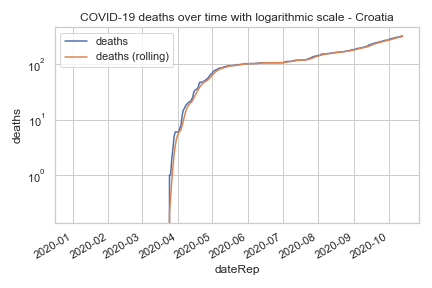 COVID-19 deaths over time with logarithmic scale - Croatia
deaths
deaths (rolling)
deaths
10²
10¹
10⁰
2020-01
2020-02
2020-03
2020-04
2020-05
2020-06
2020-07
2020-08
2020-09
2020-10
dateRep